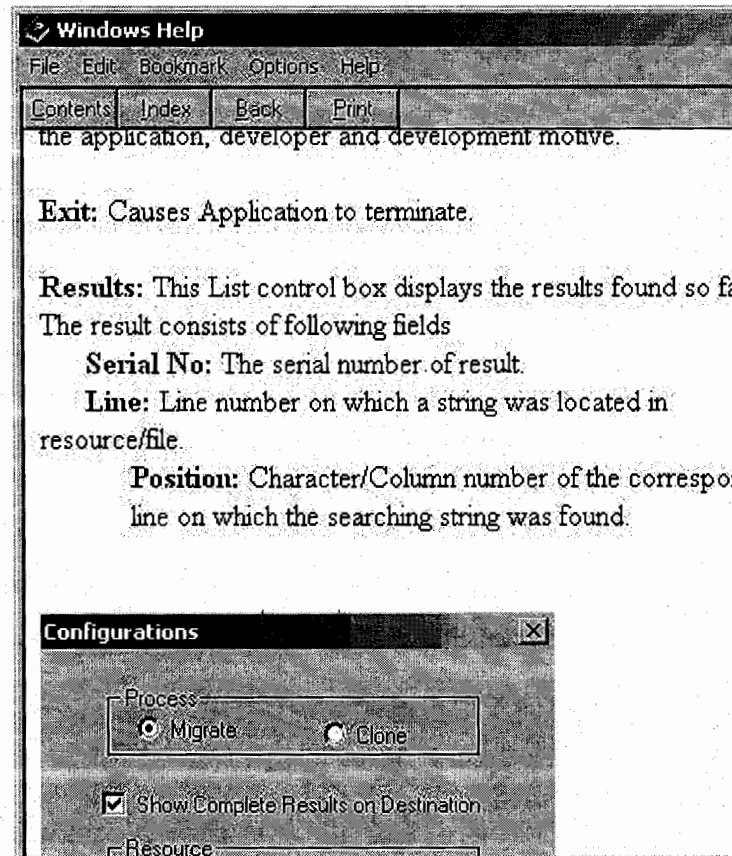 Windows Help
File Edit Bookmark Options Help
Contents Index Back Print
the application, developer and development motive.
Exit: Causes Application to terminate.
Results: This List control box displays the results found so fa
The result consists of following fields
Serial No: The serial number of result.
Line: Line number on which a string was located in
resource/file.
Position: Character/Column number of the correspo
line on which the searching string was found.
Configurations
Process
Migrate Clone
Show Complete Results on Destination
Resource